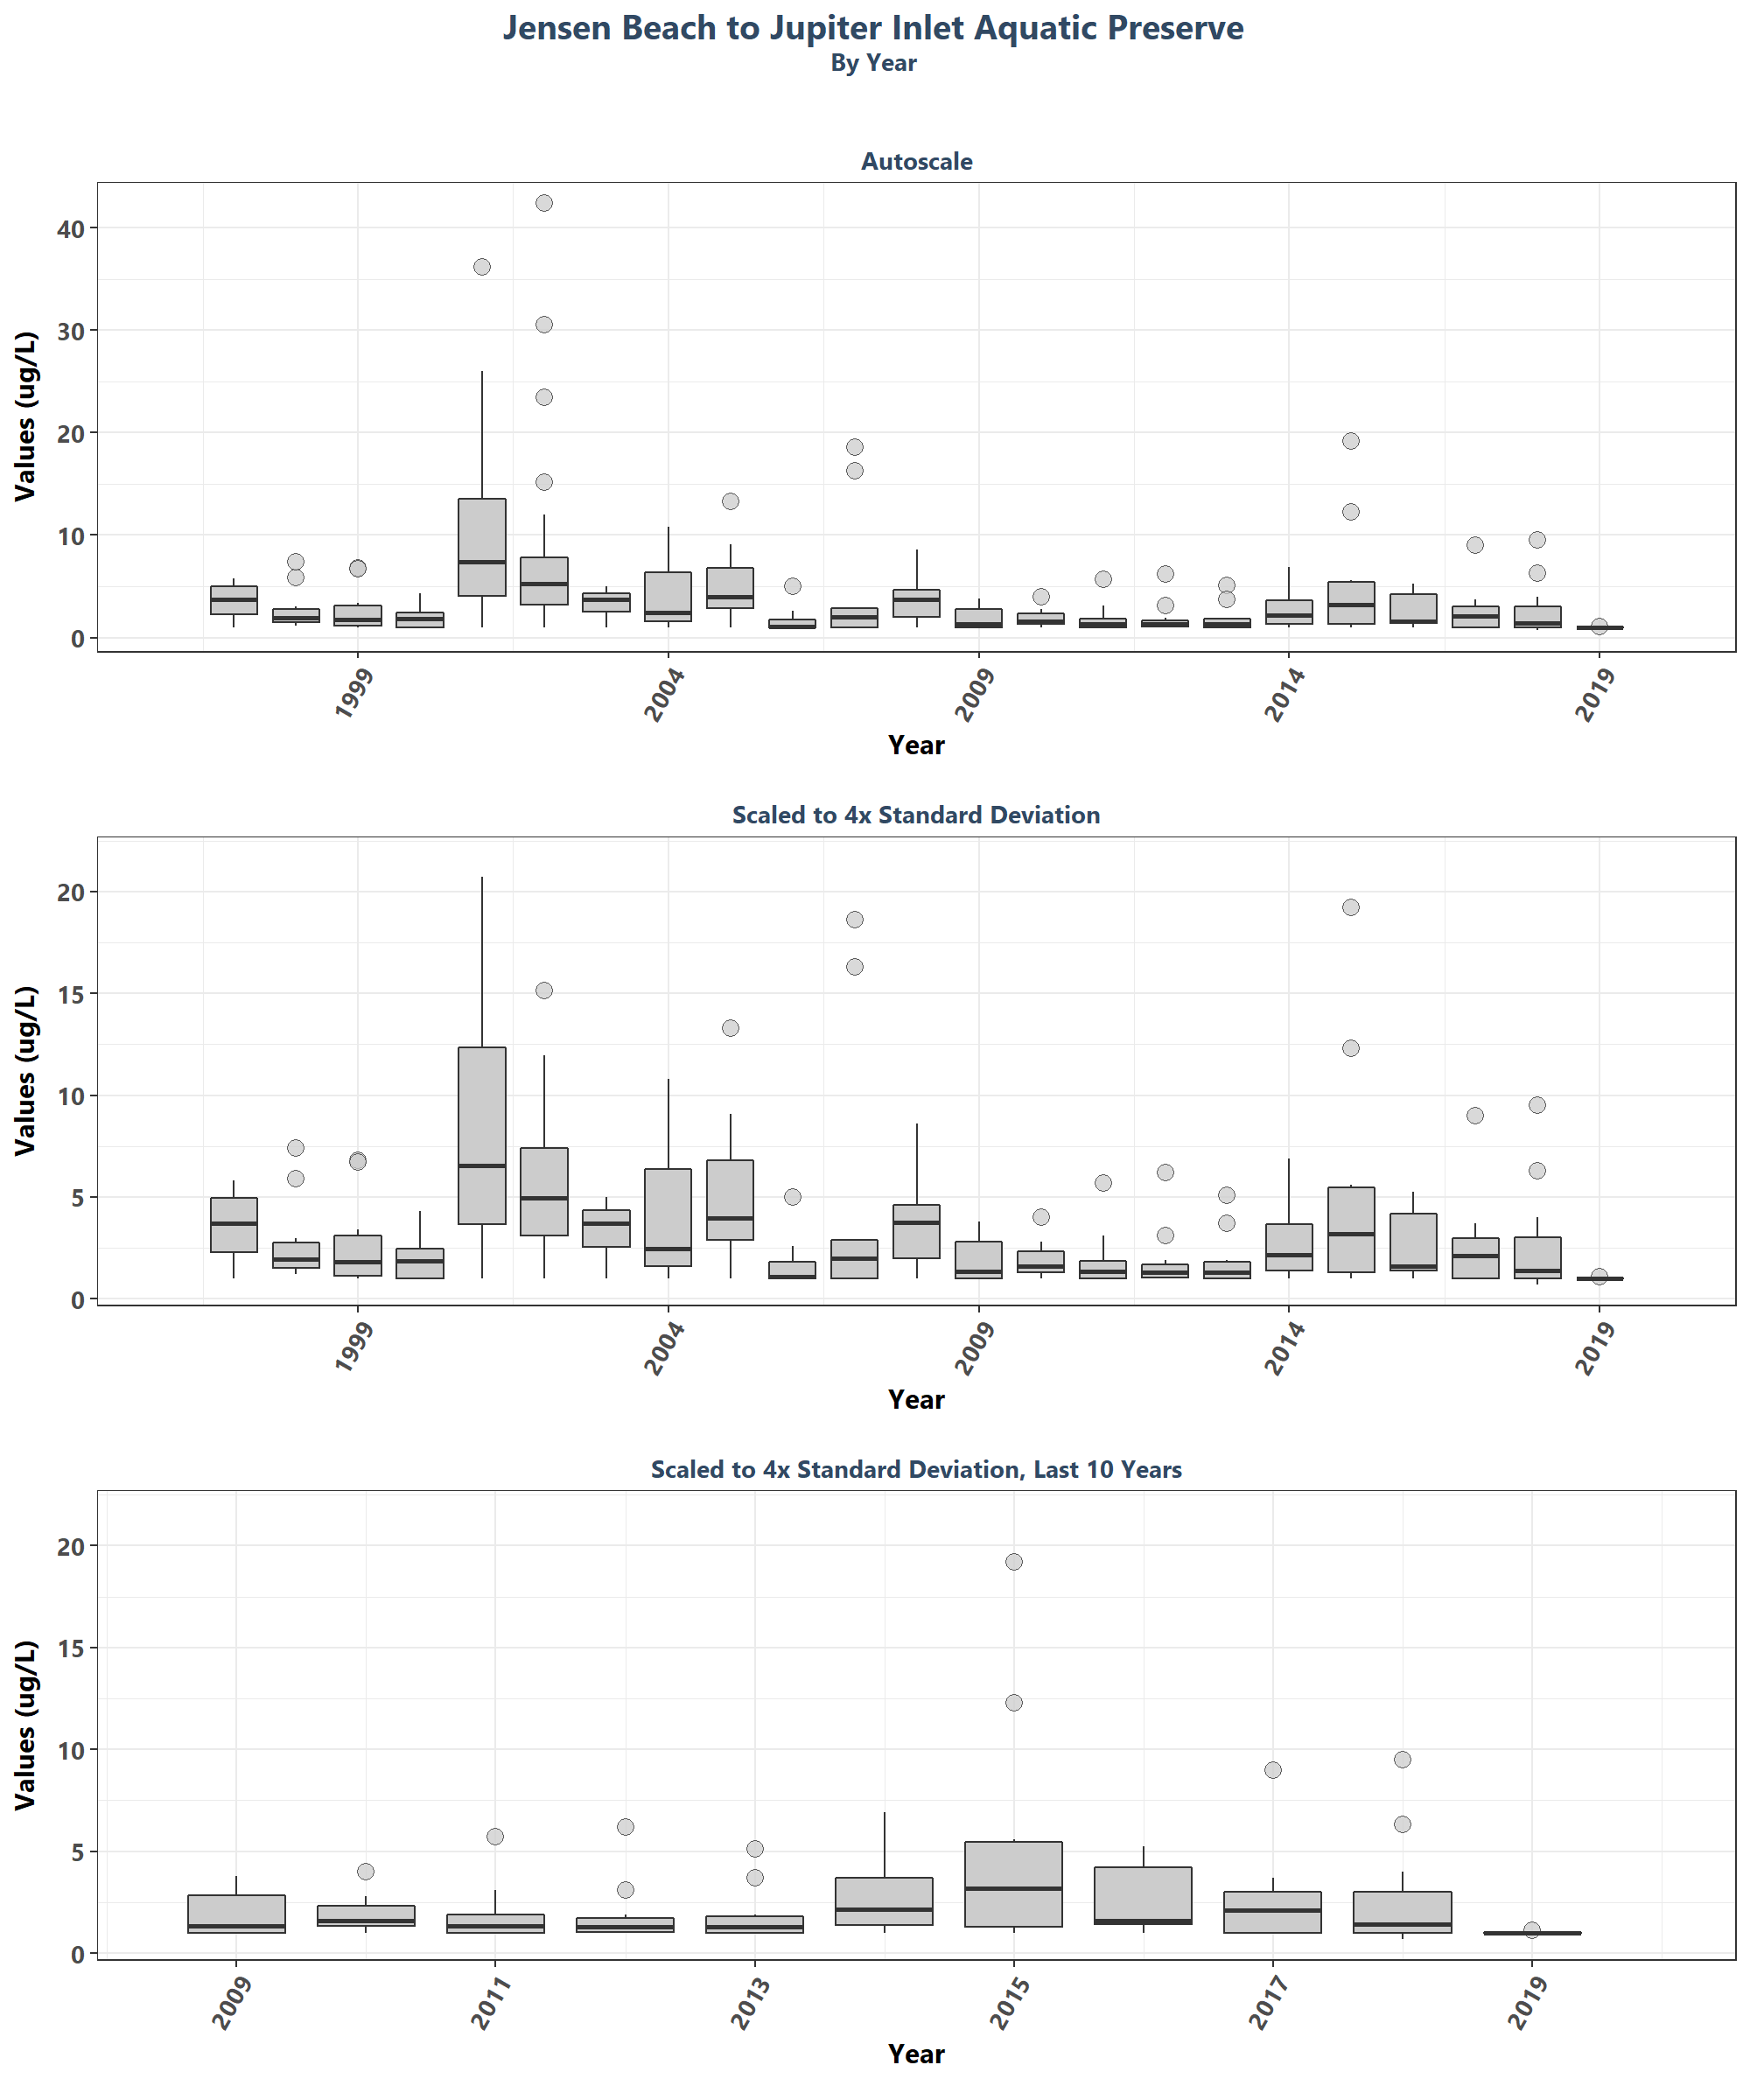 Jensen Beach to Jupiter Inlet Aquatic Preserve
By Year
Autoscale
Values (ug/L)
40
30
20
10
0
1999
2004
2009
2014
2019
Year
Scaled to 4x Standard Deviation
Values (ug/L)
20
15
10
5
0
1999
2004
2009
2014
2019
Year
Scaled to 4x Standard Deviation, Last 10 Years
Values (ug/L)
20
15
10
5
0
2009
2011
2013
2015
2017
2019
Year